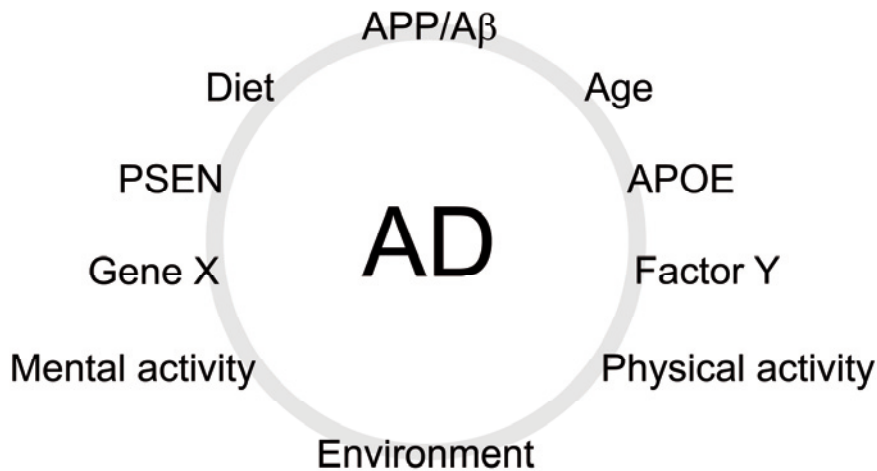 APP/Aβ
Diet
Age
PSEN
APOE
AD
Gene X
Factor Y
Mental activity
Physical activity
Environment